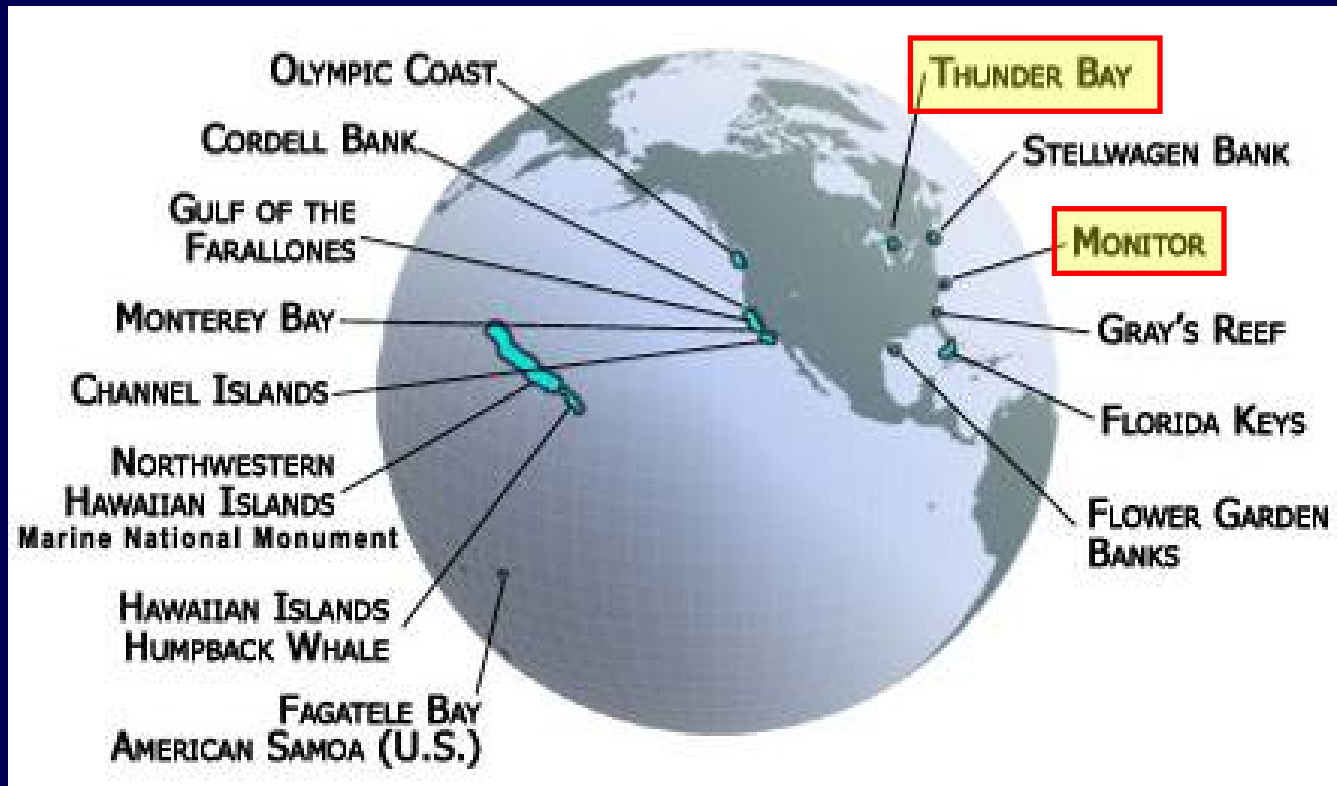 OLYMPIC COAST
CORDELL BANK
GULF OF THE
FARALLONES
MONTEREY BAY
CHANNEL ISLANDS
NORTHWESTERN
HAWAIIAN ISLANDS
Marine National Monument
HAWAIIAN ISLANDS
HUMPBACK WHALE
FAGATELE BAY
AMERICAN SAMOA (U.S.)
THUNDER BAY
STELLWAGEN BANK
MONITOR
GRAY'S REEF
FLORIDA KEYS
FLOWER GARDEN
BANKS